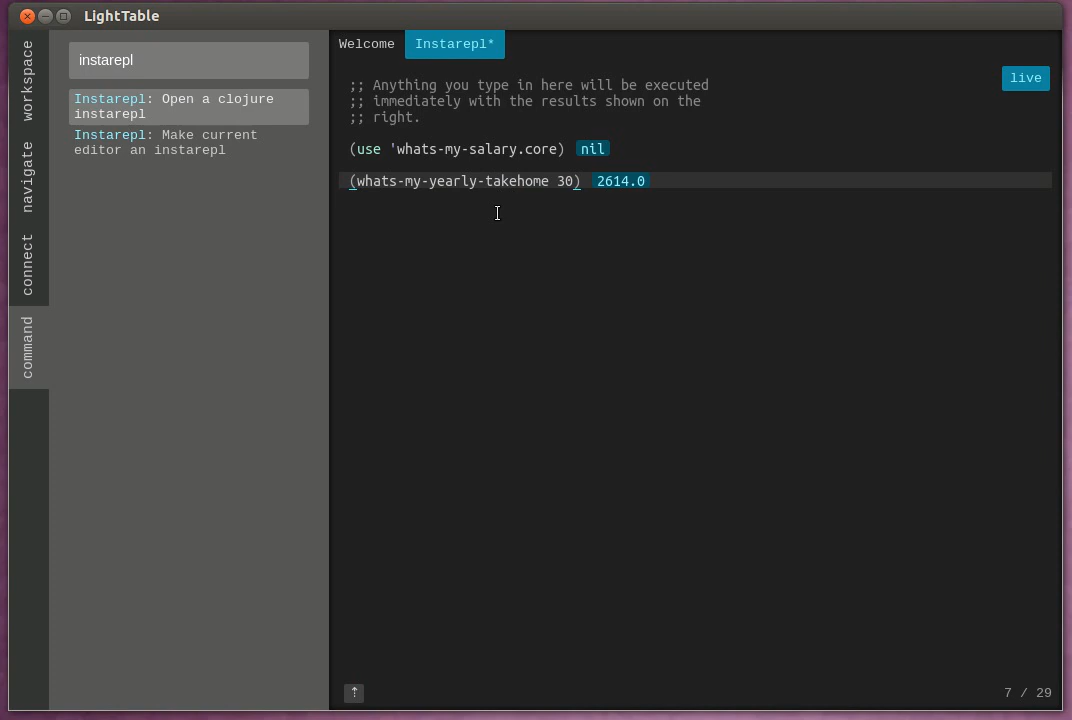 LightTable
workspace
navigate
connect
command
instarepl
Instarepl: Open a clojure
instarepl
Instarepl: Make current
editor an instarepl
Welcome
Instarepl*
live
;; Anything you type in here will be executed
;; immediately with the results shown on the
;; right.
(use 'whats-my-salary.core) nil
(whats-my-yearly-takehome 30) 2614.0
7 / 29